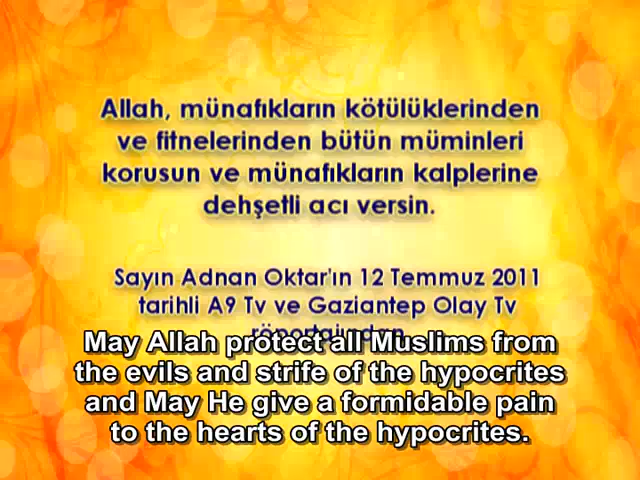 Allah, münafıkların kötülüklerinden
ve fitnelerinden bütün müminleri
korusun ve münafıkların kalplerine
dehşetli acı versin.
Sayın Adnan Oktar'ın 12 Temmuz 2011
tarihli A9 Tv ve Gaziantep Olay Tv
May Allah protect all Muslims from
the evils and strife of the hypocrites
and May He give a formidable pain
to the hearts of the hypocrites.